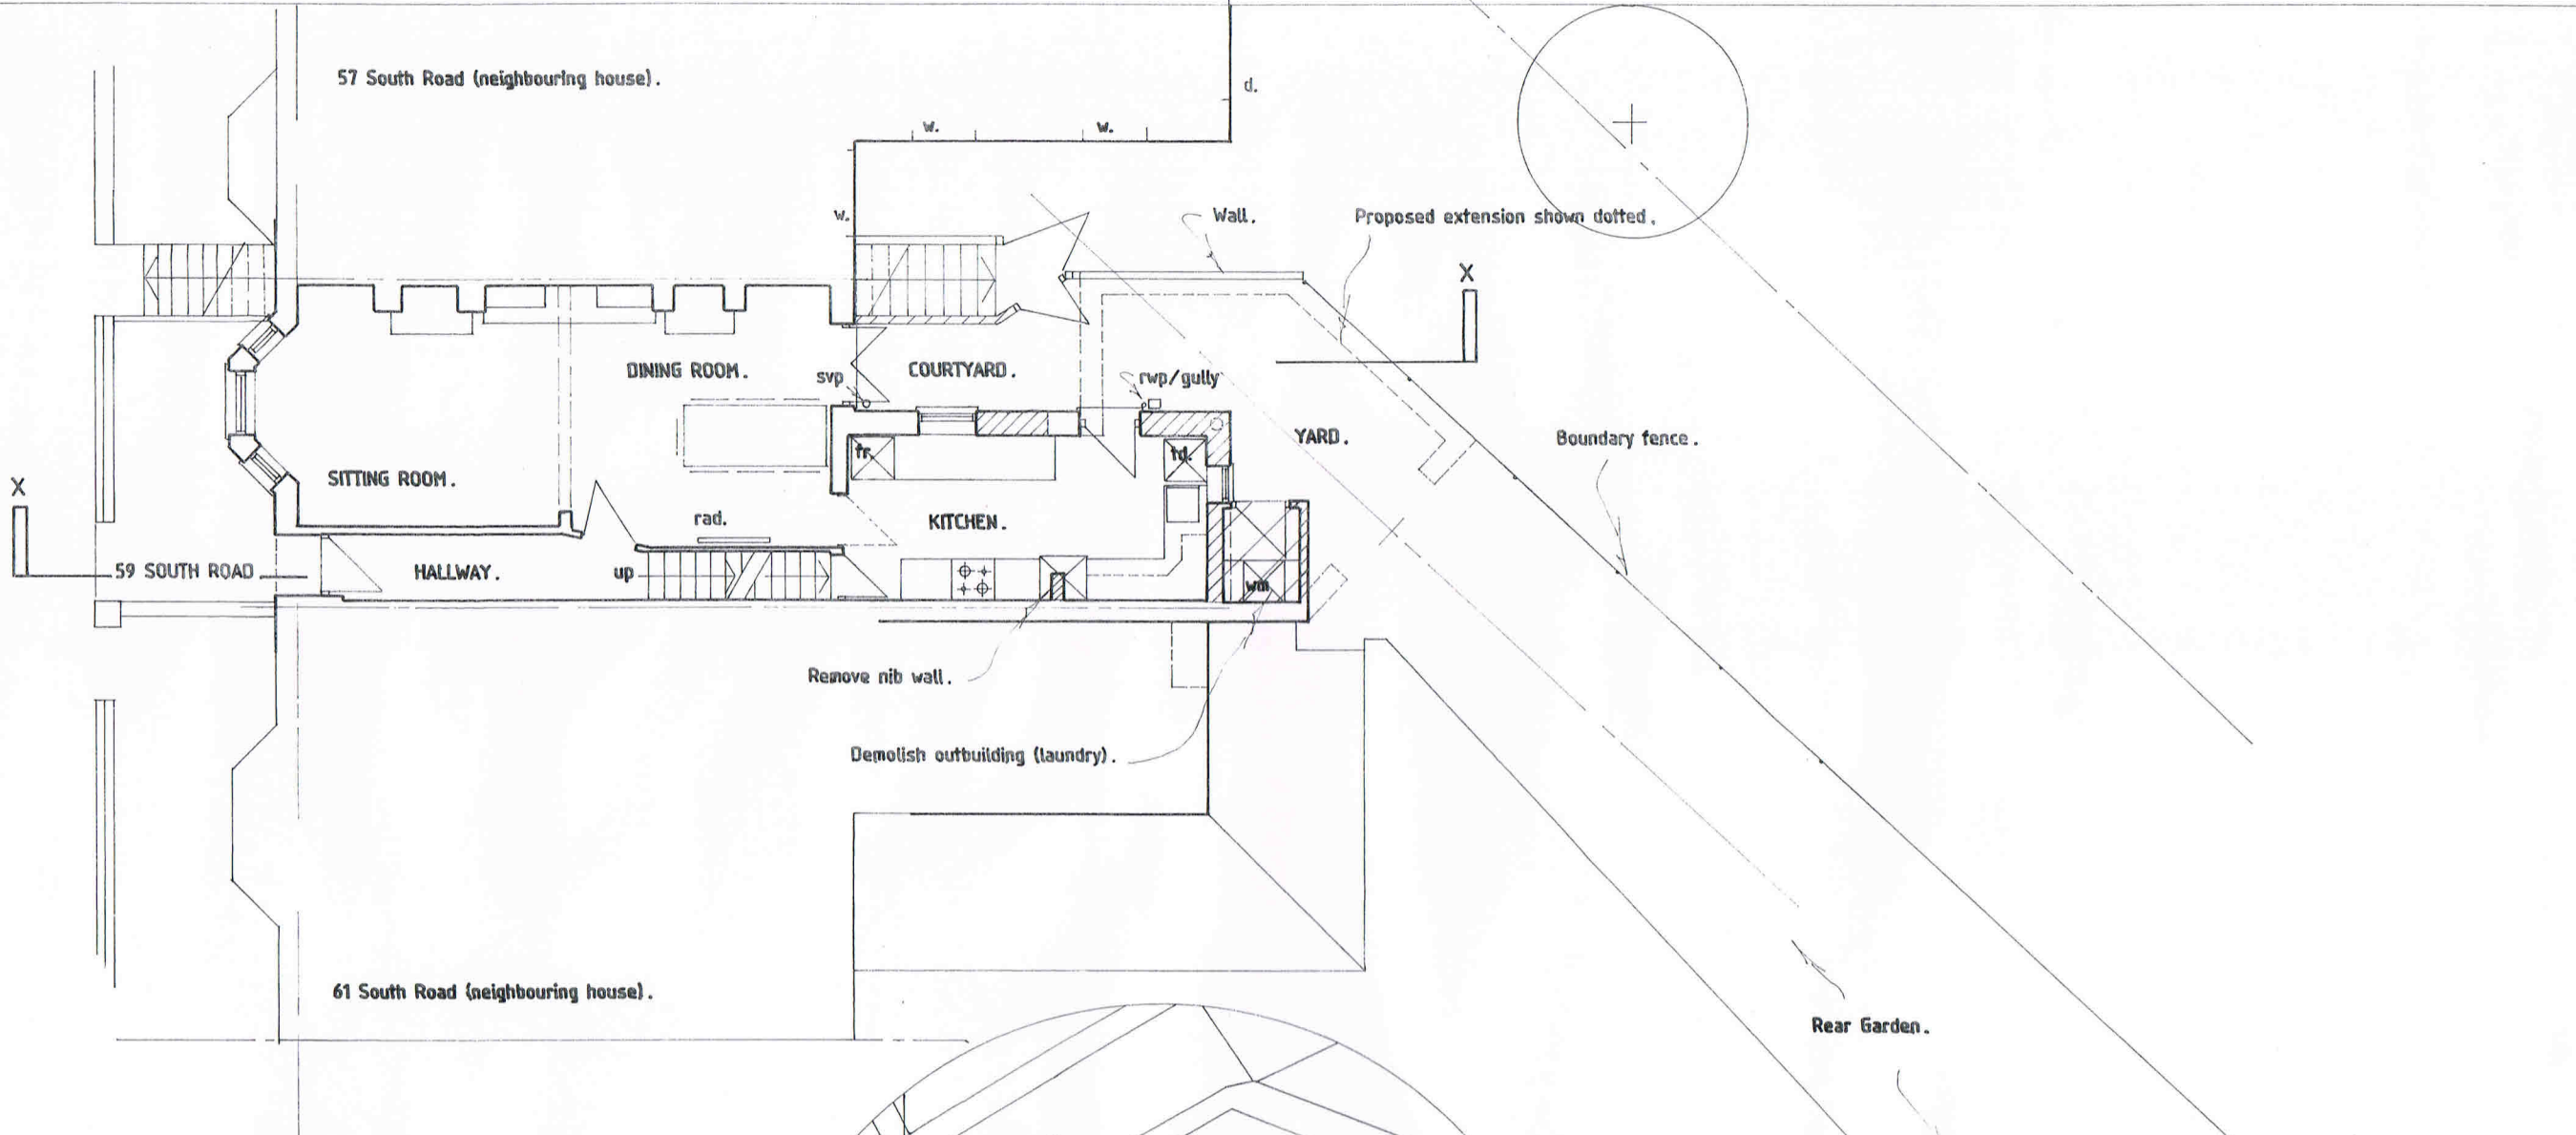 57 South Road (neighbouring house).
d.
w.
w.
w.
Wall.
Proposed extension shown dotted.
X
DINING ROOM.
svp
COURTYARD.
rwp/gully
YARD.
Boundary fence.
fr.
td.
SITTING ROOM.
X
rad.
KITCHEN.
59 SOUTH ROAD
HALLWAY.
up
wm
Remove nib wall.
Demolish outbuilding (laundry).
61 South Road (neighbouring house).
Rear Garden.